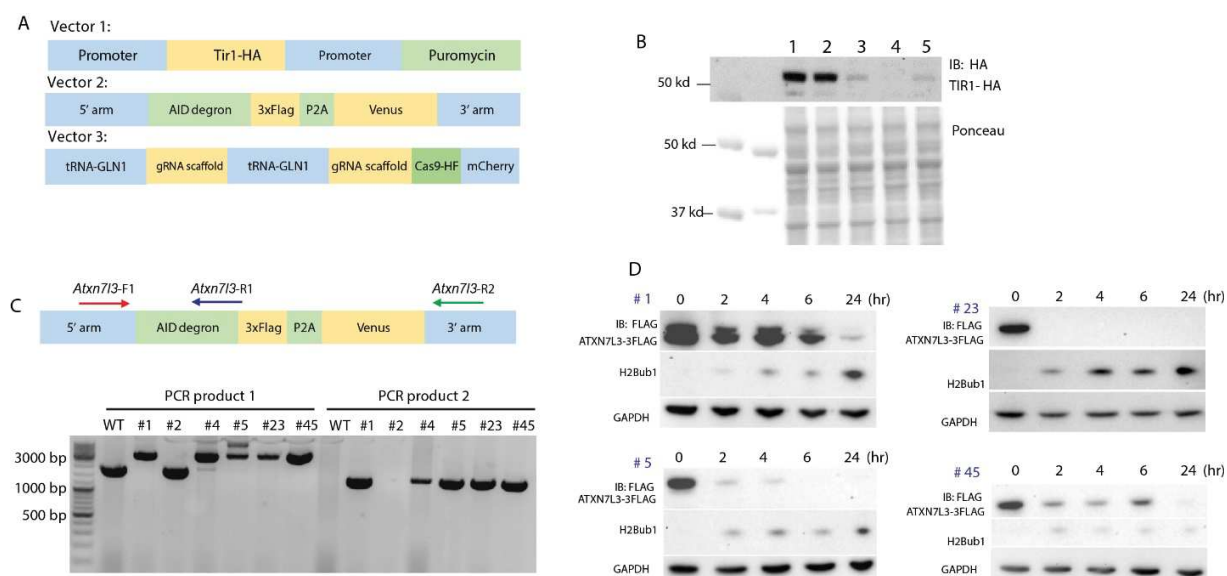 A
Vector 1:
Promoter Tir1-HA Promoter Puromycin
Vector 2:
5' arm AID degron 3xFlag P2A Venus 3' arm
Vector 3:
tRNA-GLN1 gRNA scaffold tRNA-GLN1 gRNA scaffold Cas9-HF mCherry
B
1 2 3 4 5
IB: HA
50 kd TIR1- HA
Ponceau
50 kd
37 kd
C
Atxn7l3-F1 Atxn7l3-R1 Atxn7l3-R2
5' arm AID degron 3xFlag P2A Venus 3' arm
PCR product 1 PCR product 2
WT #1 #2 #4 #5 #23 #45 WT #1 #2 #4 #5 #23 #45
3000 bp
1000 bp
500 bp
D
# 1 0 2 4 6 24 (hr)
IB: FLAG
ATXN7L3-3FLAG
H2Bub1
GAPDH
# 23 0 2 4 6 24 (hr)
IB: FLAG
ATXN7L3-3FLAG
H2Bub1
GAPDH
# 5 0 2 4 6 24 (hr)
IB: FLAG
ATXN7L3-3FLAG
H2Bub1
GAPDH
# 45 0 2 4 6 24 (hr)
IB: FLAG
ATXN7L3-3FLAG
H2Bub1
GAPDH